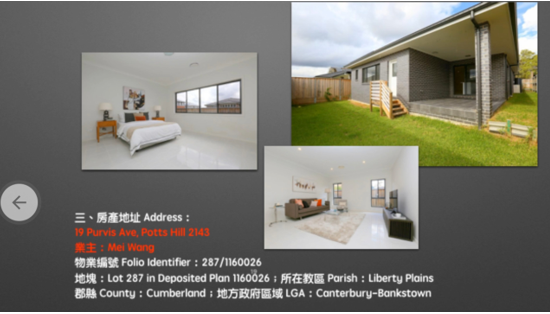 三、房產地址 Address：
19 Purvis Ave, Potts Hill 2143
業主：Mei Wang
物業編號 Folio Identifier：287/1160026
地塊：Lot 287 in Deposited Plan 1160026；所在教區 Parish：Liberty Plains
郡縣 County：Cumberland；地方政府區域 LGA：Canterbury-Bankstown